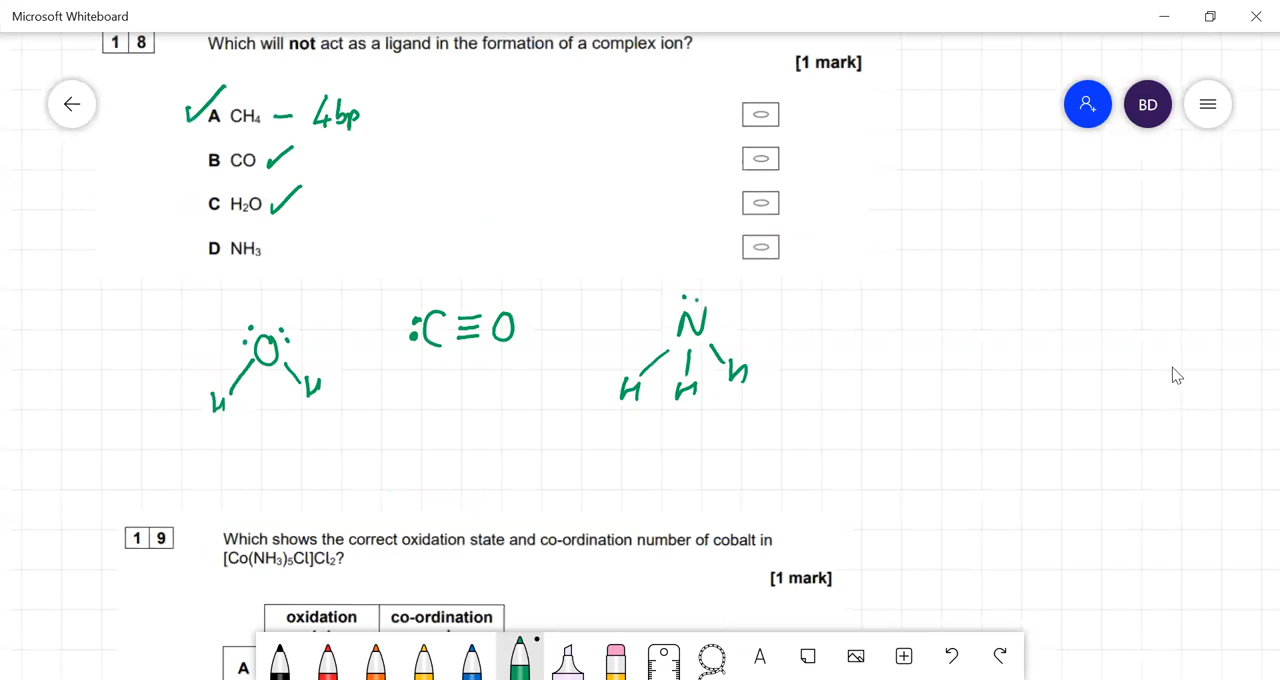 Microsoft Whiteboard
1 8 Which will not act as a ligand in the formation of a complex ion?
[1 mark]
A CH₄ – 4bp
B CO
BD
C H₂O
D NH₃
:C≡O
N
O
H H
H H H
1 9 Which shows the correct oxidation state and co-ordination number of cobalt in
[Co(NH₃)₅Cl]Cl₂?
[1 mark]
oxidation co-ordination
A
A